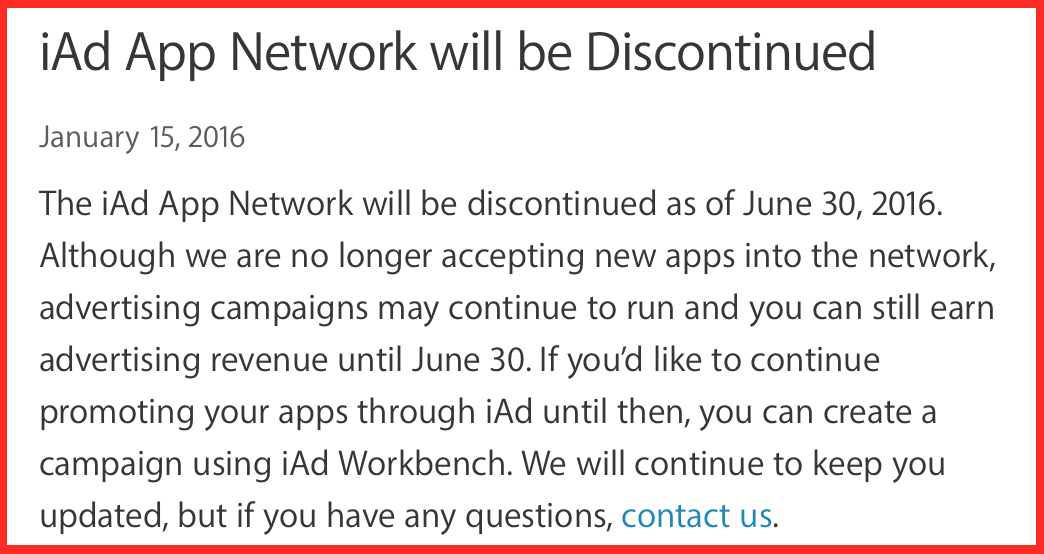 iAd App Network will be Discontinued
January 15, 2016
The iAd App Network will be discontinued as of June 30, 2016.
Although we are no longer accepting new apps into the network,
advertising campaigns may continue to run and you can still earn
advertising revenue until June 30. If you’d like to continue
promoting your apps through iAd until then, you can create a
campaign using iAd Workbench. We will continue to keep you
updated, but if you have any questions, contact us.